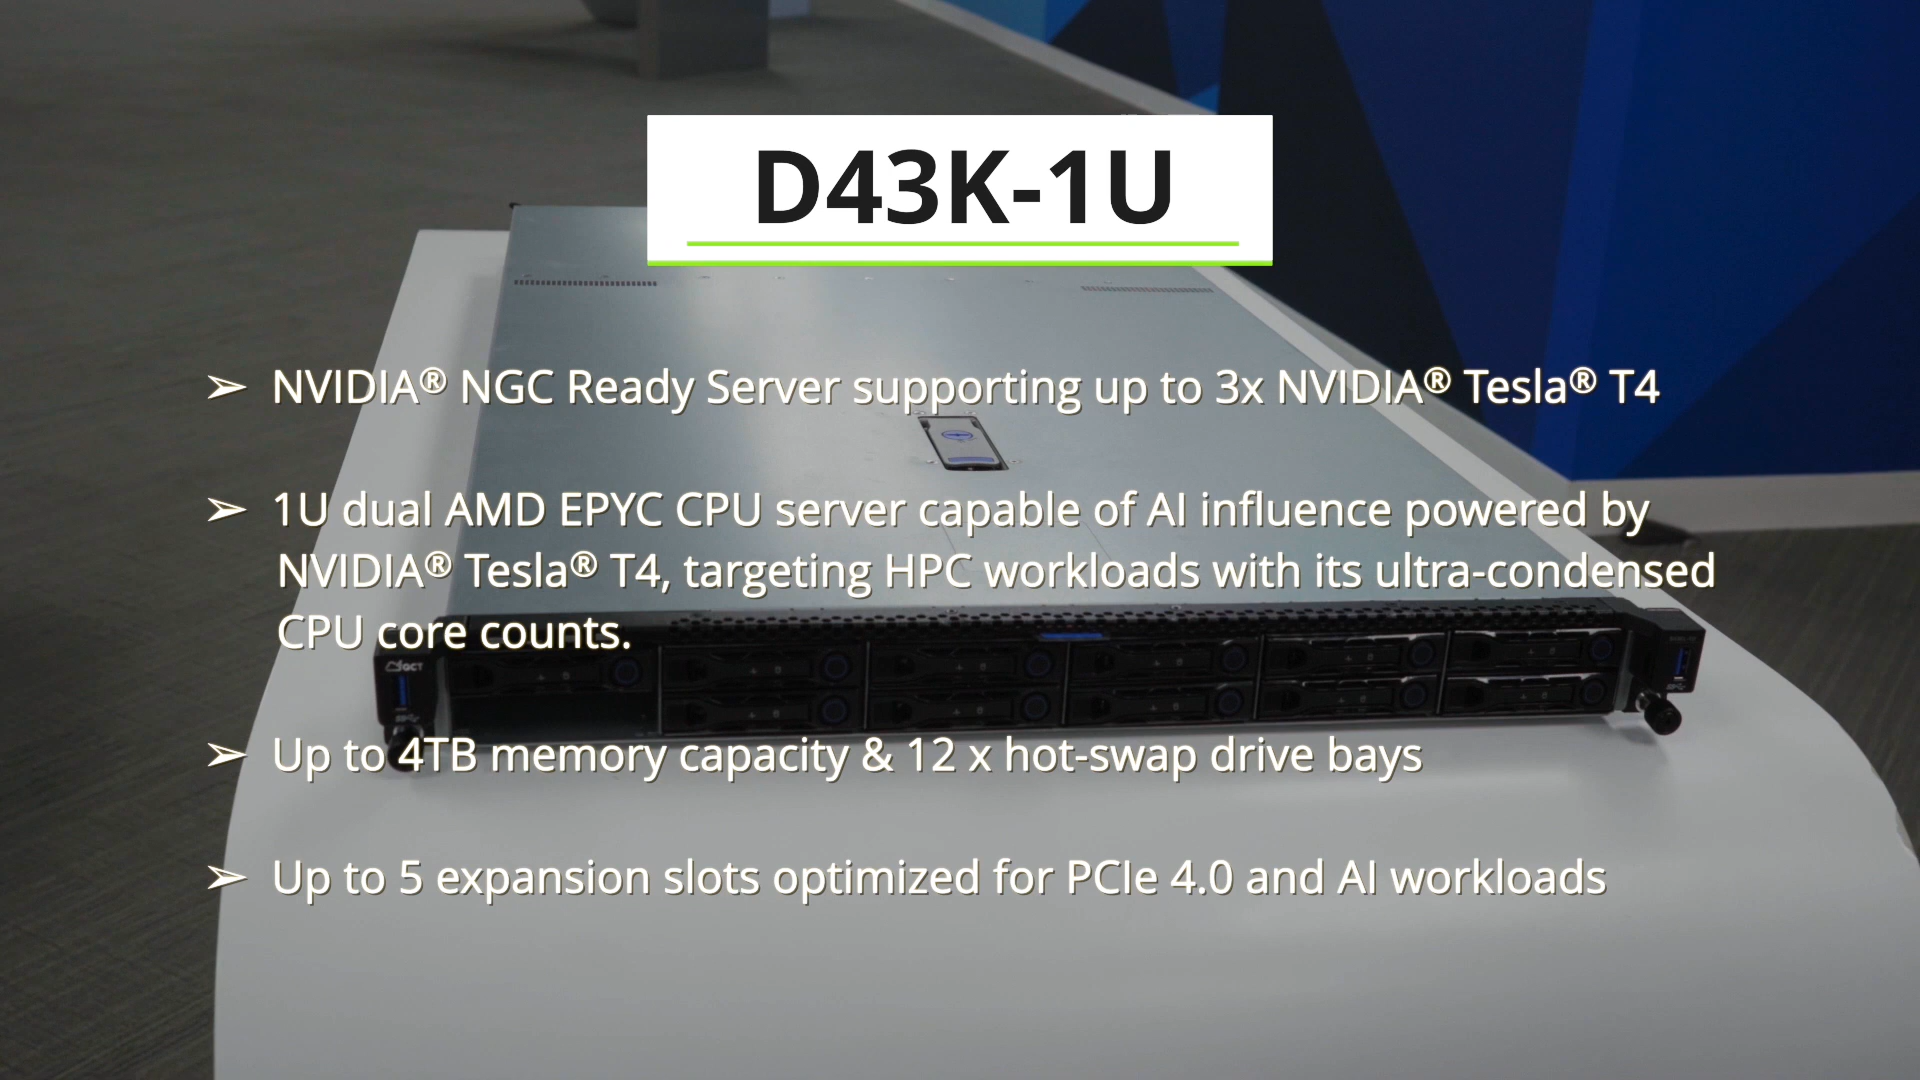 D43K-1U
➢ NVIDIA® NGC Ready Server supporting up to 3x NVIDIA® Tesla® T4
➢ 1U dual AMD EPYC CPU server capable of AI influence powered by
NVIDIA® Tesla® T4, targeting HPC workloads with its ultra-condensed
CPU core counts.
QCT
➢ Up to 4TB memory capacity & 12 x hot-swap drive bays
➢ Up to 5 expansion slots optimized for PCIe 4.0 and AI workloads